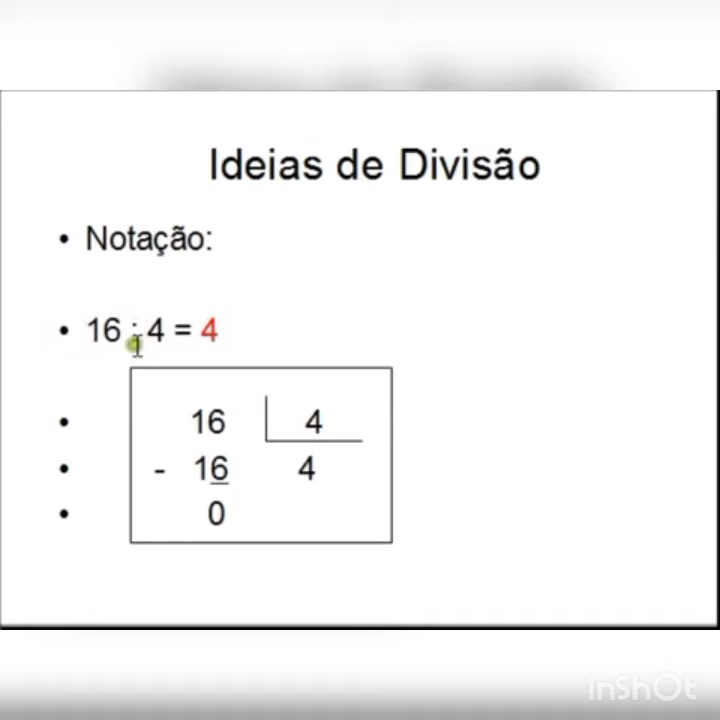 Ideias de Divisão
• Notação:
• 16 : 4 = 4
• 16 4
• - 16 4
• 0
InShOt